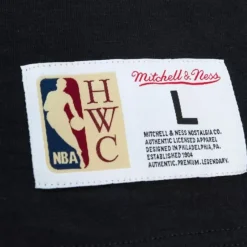 Mitchell & Ness
H
W
C
NBA
L
MITCHELL & NESS NOSTALGIA CO.
AUTHENTIC LICENSED APPAREL
DESIGNED IN PHILADELPHIA, PA
ESTABLISHED 1904
AUTHENTIC. PREMIUM. LEGENDARY.